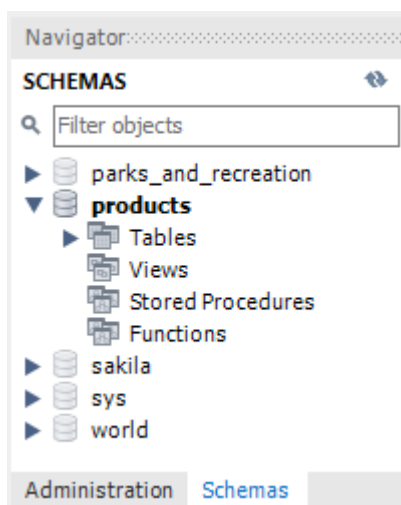 Navigator
SCHEMAS
Filter objects
parks_and_recreation
products
Tables
Views
Stored Procedures
Functions
sakila
sys
world
Administration Schemas